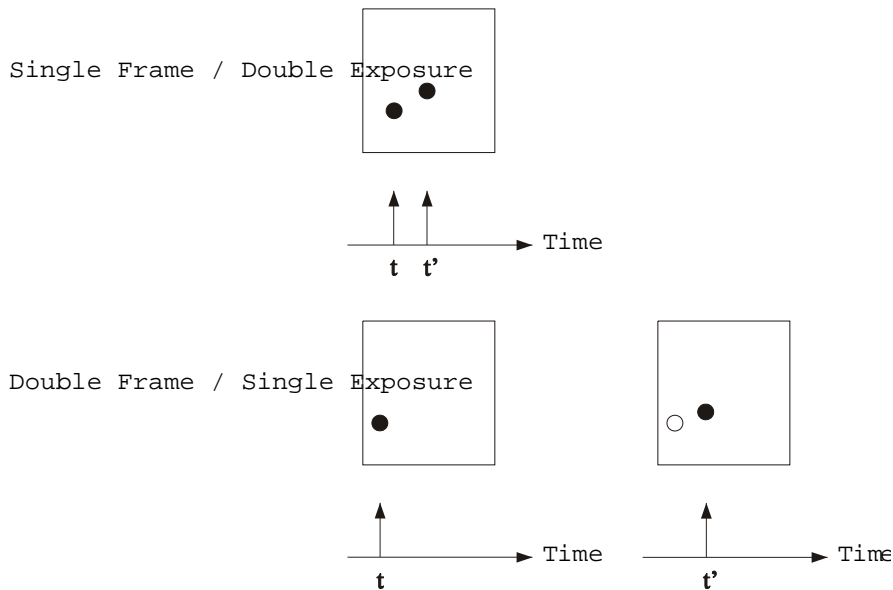 Single Frame / Double Exposure
Time
t t’
Double Frame / Single Exposure
Time Time
t t’